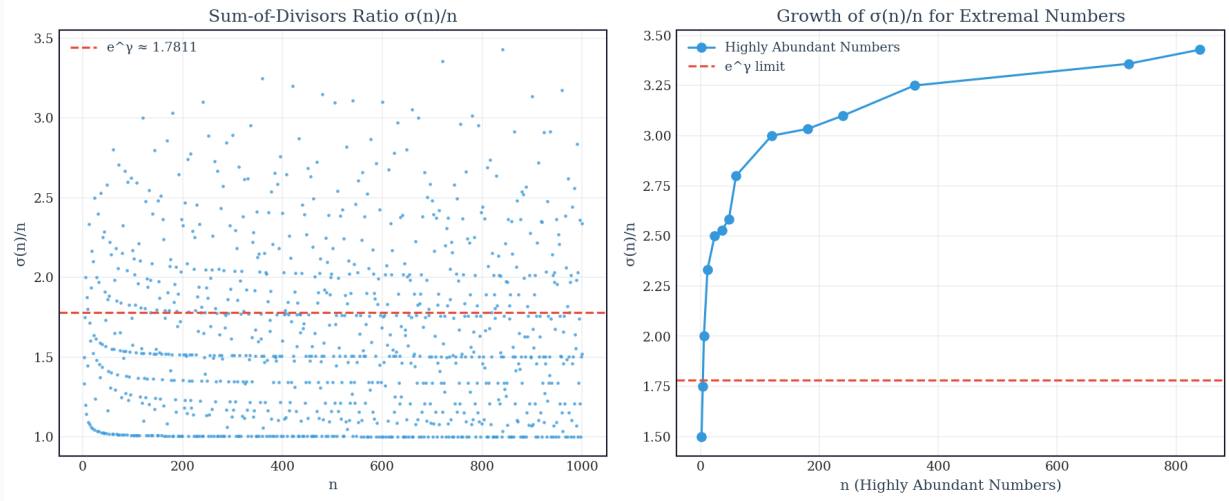 Sum-of-Divisors Ratio σ(n)/n
e^γ ≈ 1.7811
σ(n)/n
3.5
3.0
2.5
2.0
1.5
1.0
0
200
400
600
800
1000
n
Growth of σ(n)/n for Extremal Numbers
Highly Abundant Numbers
e^γ limit
σ(n)/n
3.50
3.25
3.00
2.75
2.50
2.25
2.00
1.75
1.50
0
200
400
600
800
n (Highly Abundant Numbers)